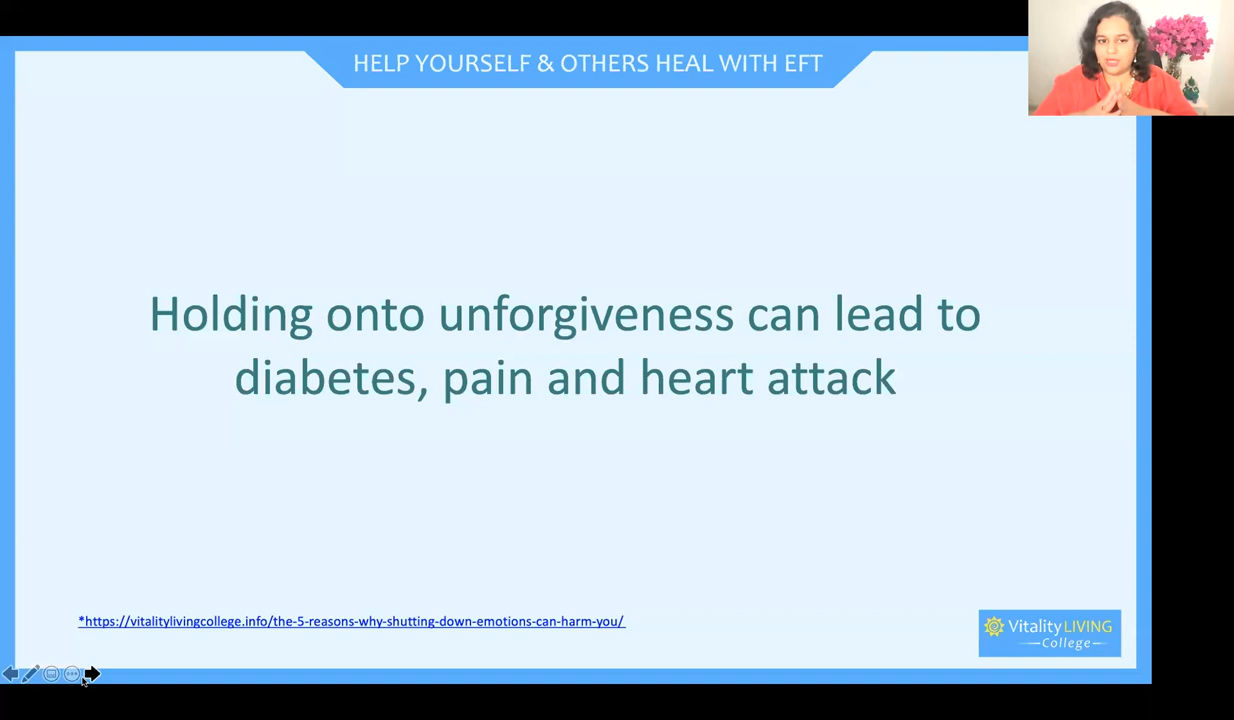 HELP YOURSELF & OTHERS HEAL WITH EFT
Holding onto unforgiveness can lead to
diabetes, pain and heart attack
*https://vitalitylivingcollege.info/the-5-reasons-why-shutting-down-emotions-can-harm-you/
Vitality LIVING
College